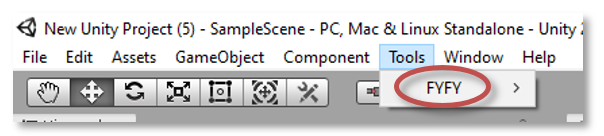 New Unity Project (5) - SampleScene - PC, Mac & Linux Standalone - Unity 2
File Edit Assets GameObject Component Tools Window Help
FYFY